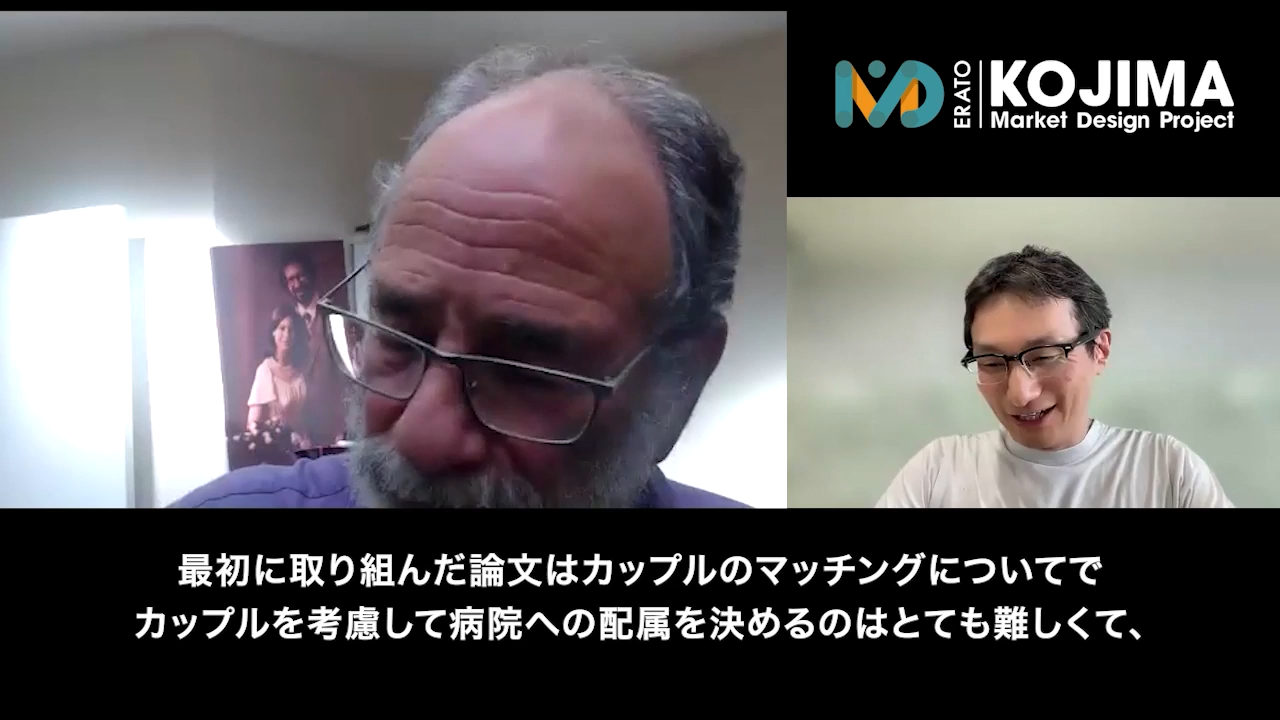 ERATO
KOJIMA
Market Design Project
最初に取り組んだ論文はカップルのマッチングについてで
カップルを考慮して病院への配属を決めるのはとても難しくて、